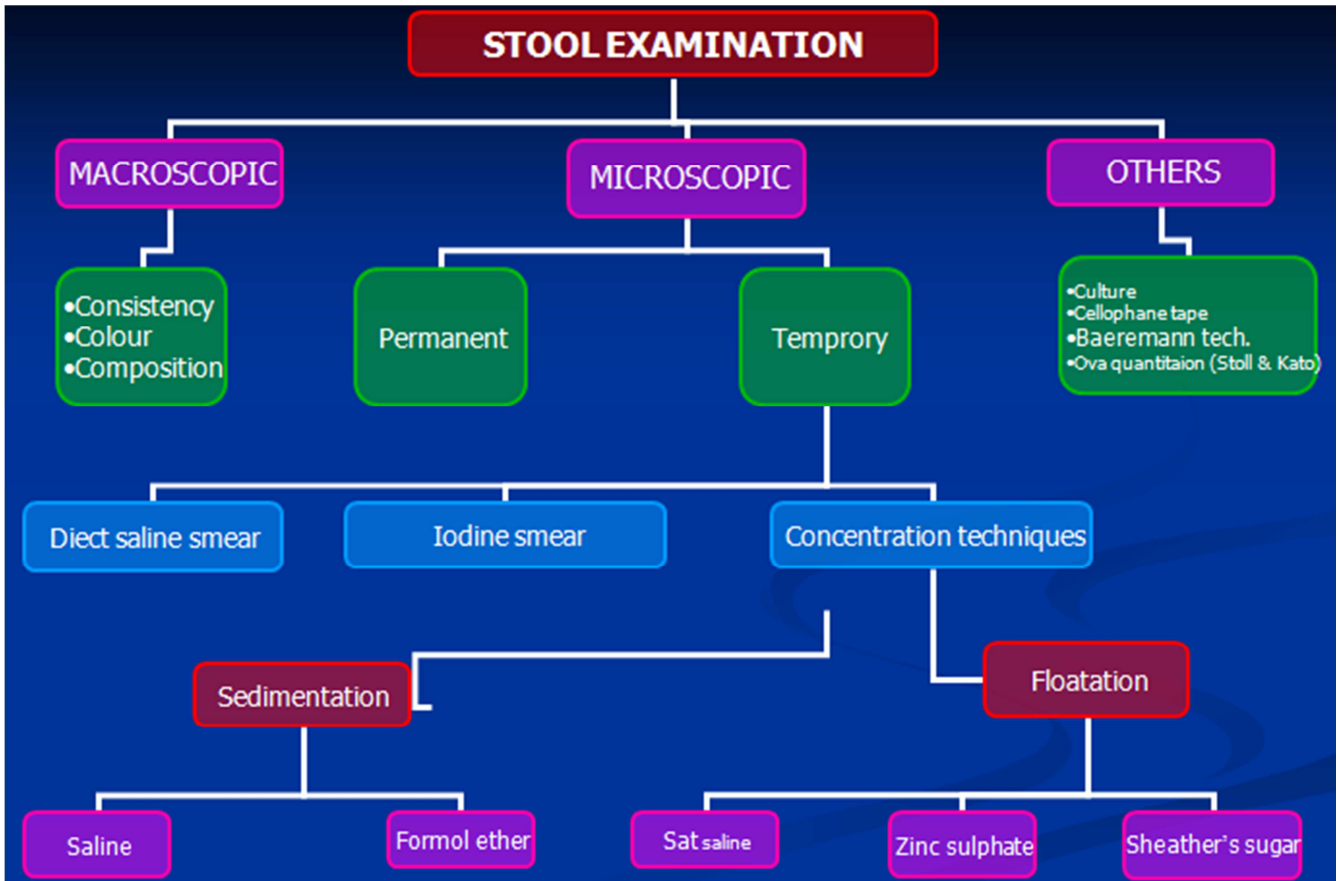 STOOL EXAMINATION
MACROSCOPIC
MICROSCOPIC
OTHERS
•Consistency
•Colour
•Composition
Permanent
Temprory
•Culture
•Cellophane tape
•Baeremann tech.
•Ova quantitaion (Stoll & Kato)
Diect saline smear
Iodine smear
Concentration techniques
Sedimentation
Floatation
Saline
Formol ether
Sat saline
Zinc sulphate
Sheather's sugar